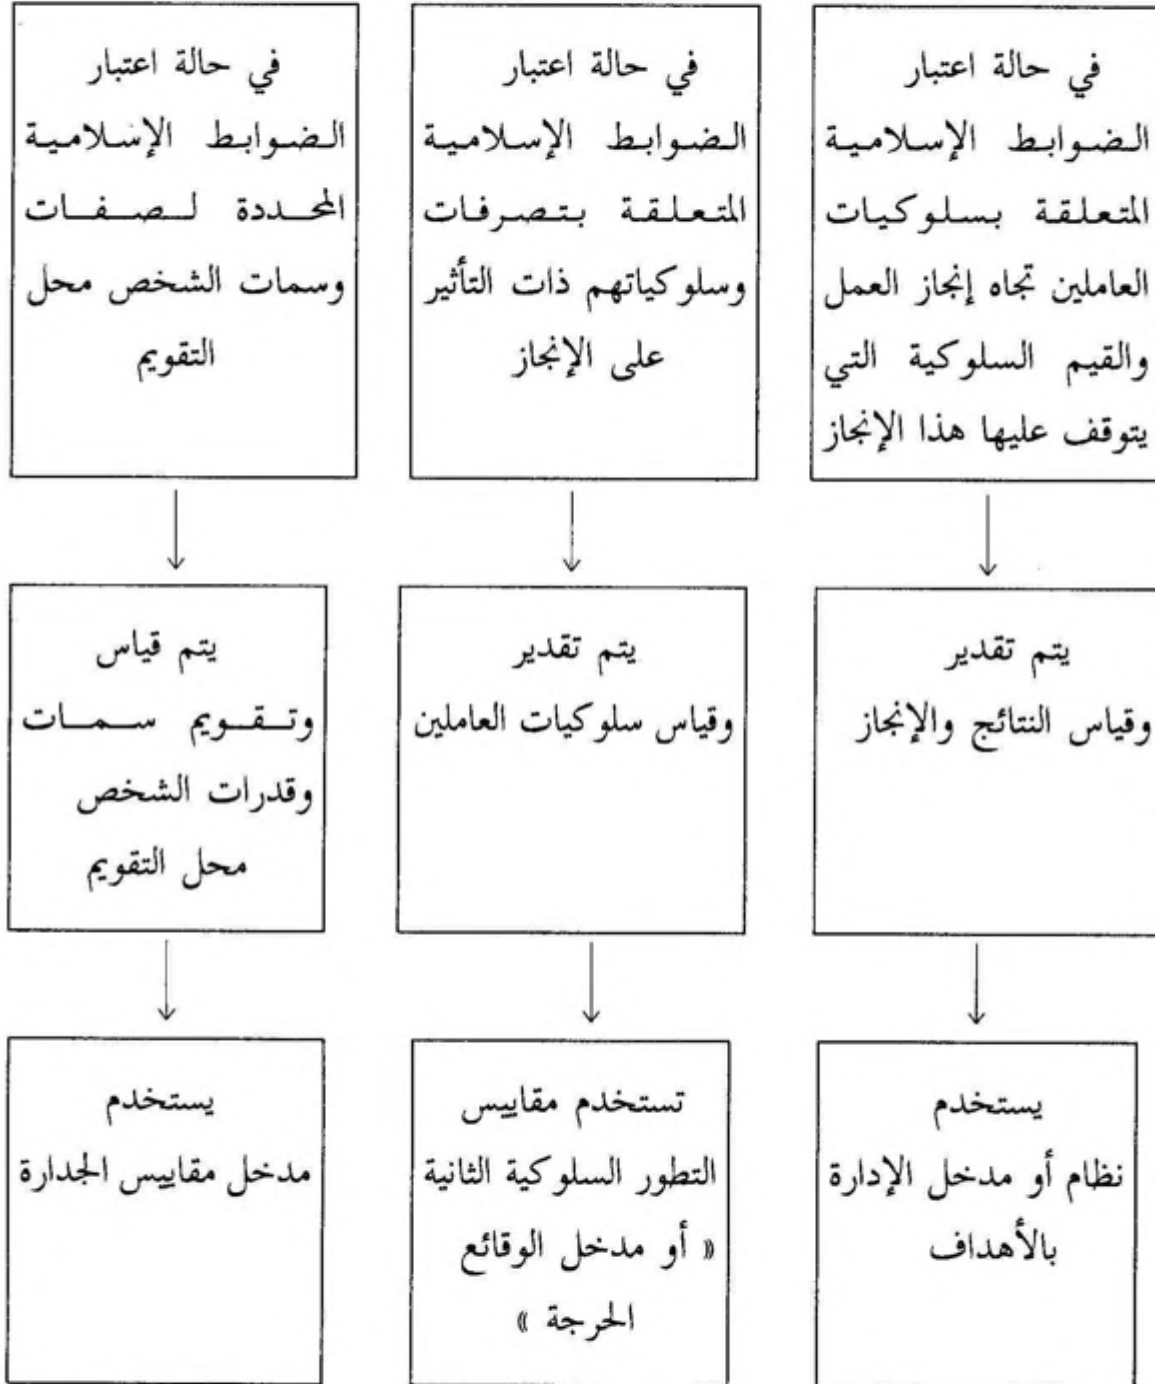 في حالة اعتبار
الضوابط الإسلامية
المتعلقة بسلوكيات
العاملين تجاه إنجاز العمل
والقيم السلوكية التي
يتوقف عليها هذا الإنجاز
يتم تقدير
وقياس النتائج والإنجاز
يستخدم
نظام أو مدخل الإدارة
بالأهداف
في حالة اعتبار
الضوابط الإسلامية
المتعلقة بتصرفات
وسلوكياتهم ذات التأثير
على الإنجاز
يتم تقدير
وقياس سلوكيات العاملين
تستخدم مقاييس
التطور السلوكية الثانية
« أو مدخل الوقائع
الحرجة »
في حالة اعتبار
الضوابط الإسلامية
المحددة لصفات
وسمات الشخص محل
التقويم
يتم قياس
وتقويم سمات
وقدرات الشخص
محل التقويم
يستخدم
مدخل مقاييس الجدارة